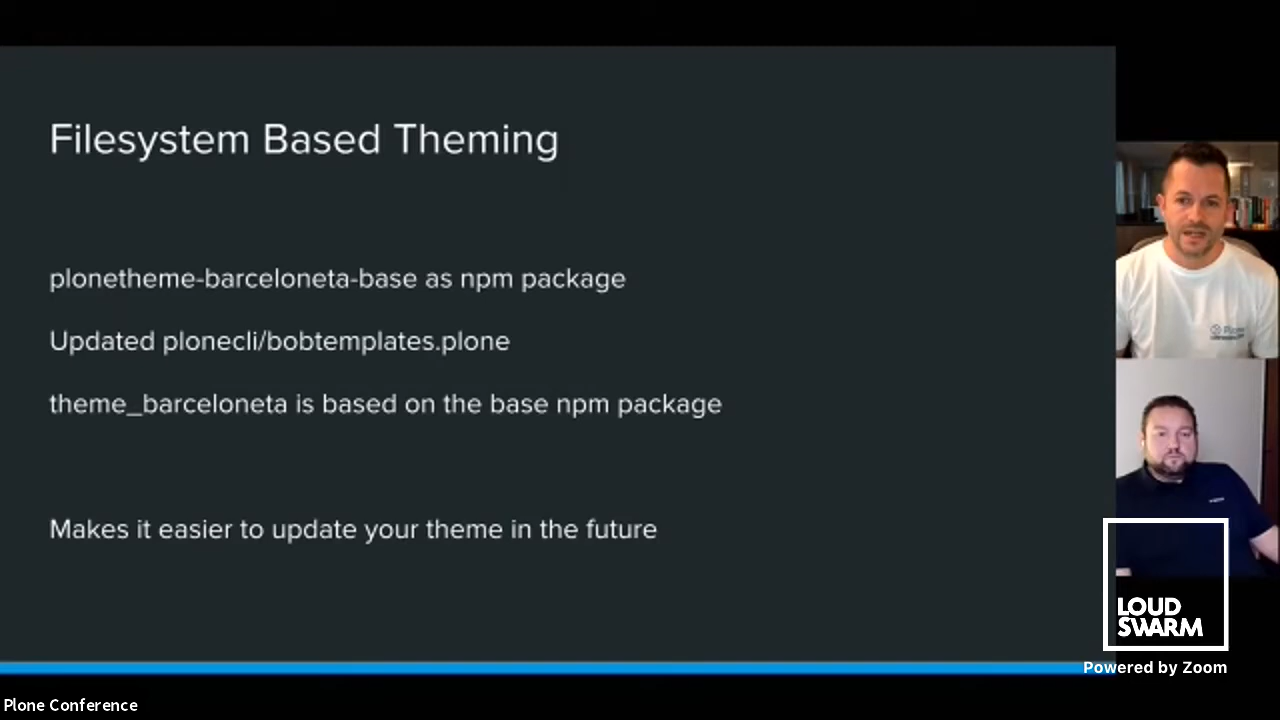 Filesystem Based Theming
plonetheme-barceloneta-base as npm package
Updated plonecli/bobtemplates.plone
theme_barceloneta is based on the base npm package
Makes it easier to update your theme in the future
LOUD
SWARM
Powered by Zoom
Plone Conference